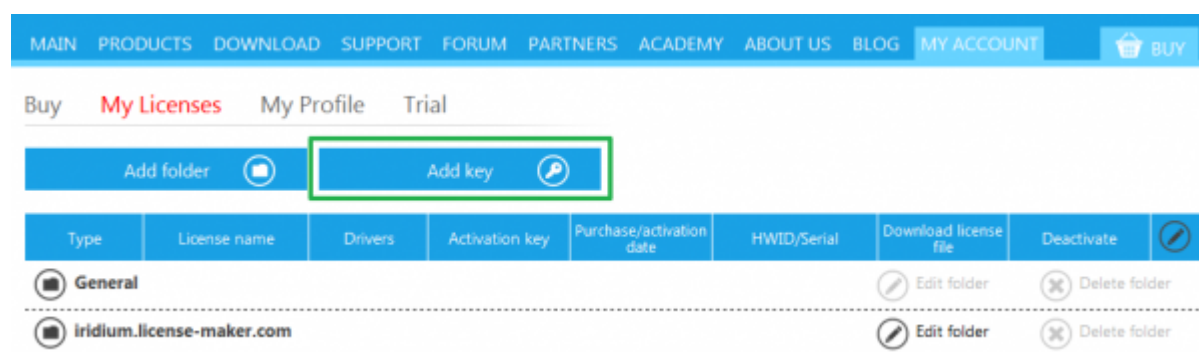 MAIN PRODUCTS DOWNLOAD SUPPORT FORUM PARTNERS ACADEMY ABOUT US BLOG MY ACCOUNT BUY
Buy My Licenses My Profile Trial
Add folder Add key
Type License name Drivers Activation key Purchase/activation date HWID/Serial Download license file Deactivate
General Edit folder Delete folder
iridium.license-maker.com Edit folder Delete folder